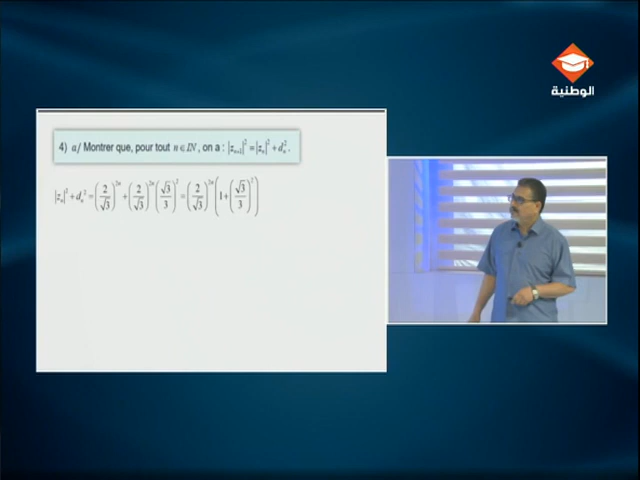 الوطنية
4) a/ Montrer que, pour tout n ∈ IN, on a : |z_{n+1}|² = |z_n|² + d_n².
|z_n|² + d_n² = (2/√3)^{2n} + (2/√3)^{2n} (√3/3)² = (2/√3)^{2n} (1 + (√3/3)²)